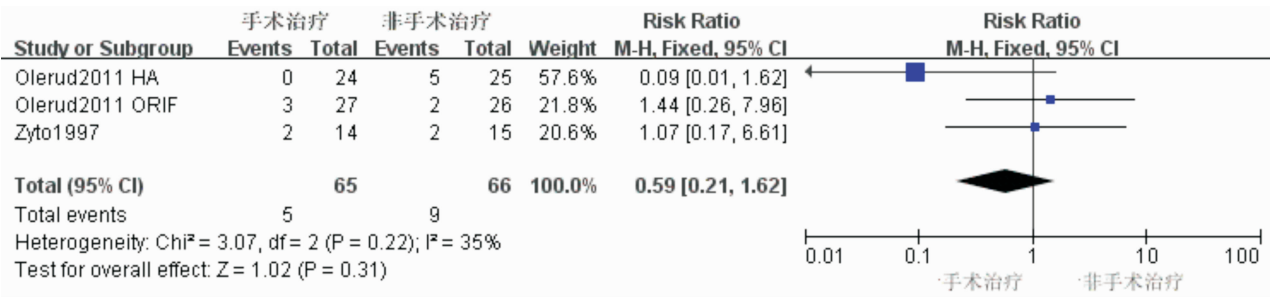 手术治疗 非手术治疗 Risk Ratio Risk Ratio
Study or Subgroup Events Total Events Total Weight M-H, Fixed, 95% CI M-H, Fixed, 95% CI
Olerud2011 HA 0 24 5 25 57.6% 0.09 [0.01, 1.62]
Olerud2011 ORIF 3 27 2 26 21.8% 1.44 [0.26, 7.96]
Zyto1997 2 14 2 15 20.6% 1.07 [0.17, 6.61]
Total (95% CI) 65 66 100.0% 0.59 [0.21, 1.62]
Total events 5 9
Heterogeneity: Chi² = 3.07, df = 2 (P = 0.22); I² = 35%
Test for overall effect: Z = 1.02 (P = 0.31)
0.01 0.1 1 10 100
手术治疗 非手术治疗